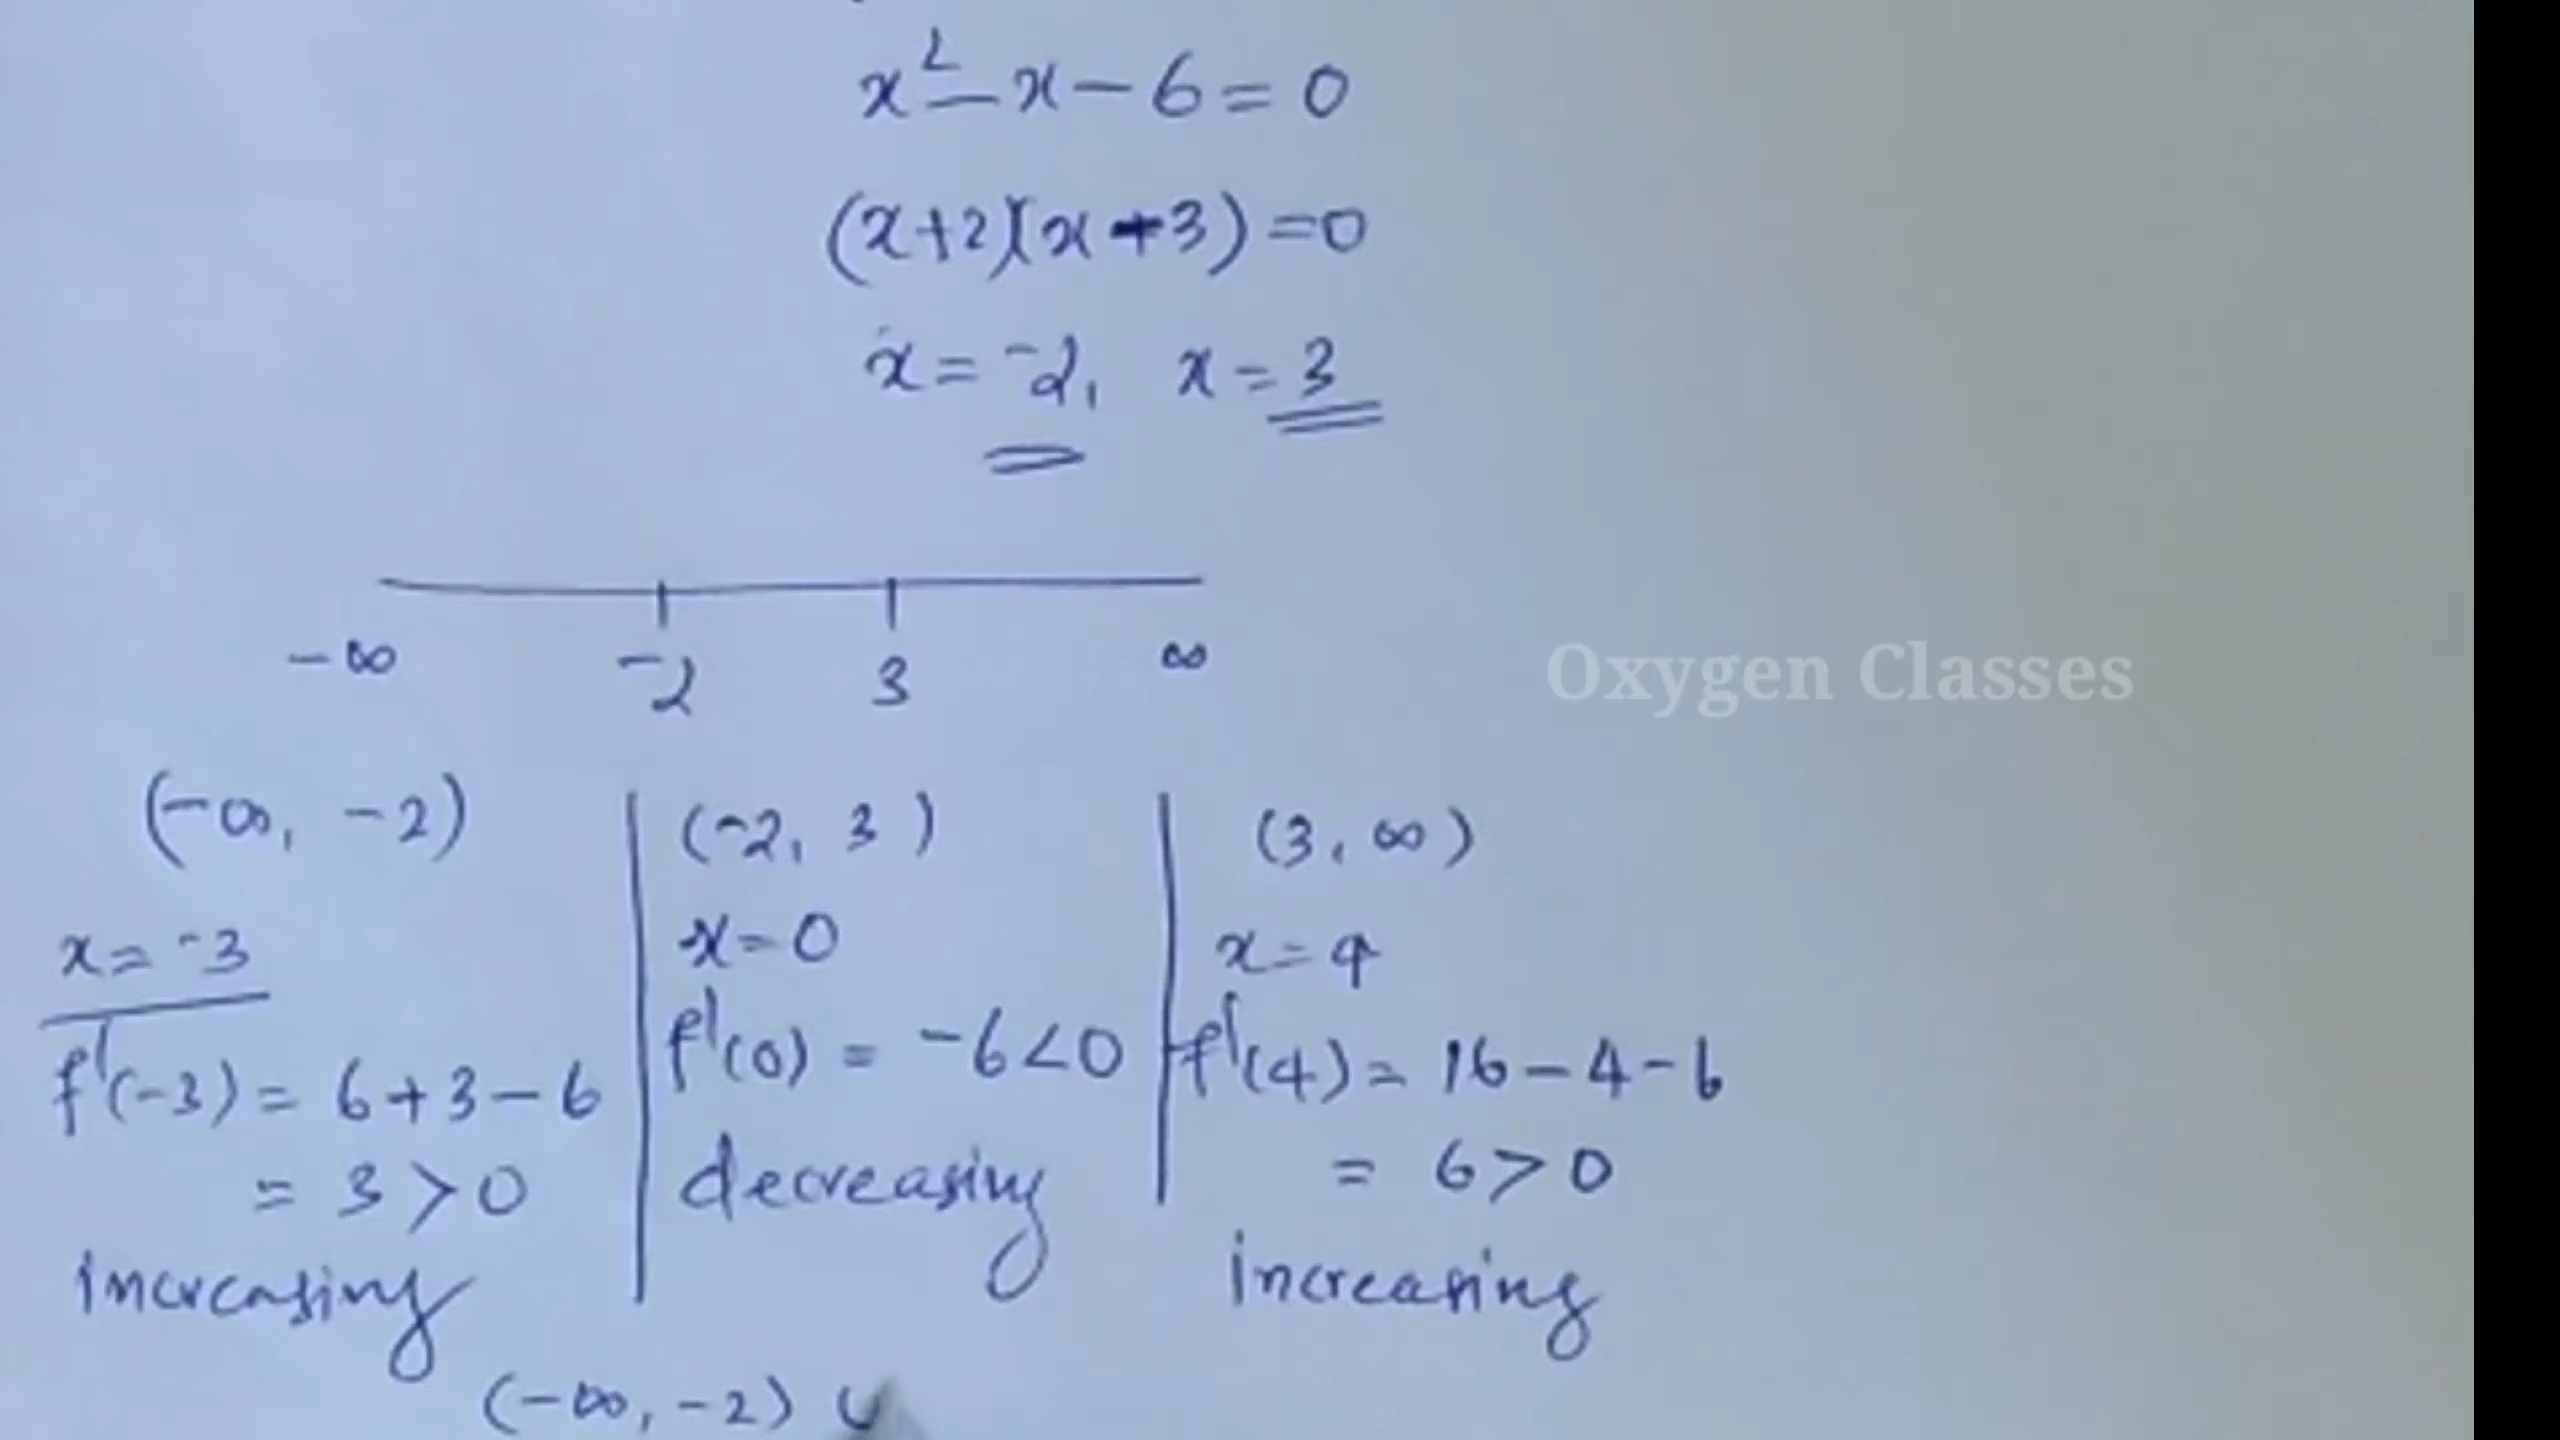 x² - x - 6 = 0
(x+2)(x-3) = 0
x = -2, x = 3
-∞ -2 3 ∞
Oxygen Classes
(-∞, -2)
x = -3
f'(-3) = 6+3-6
= 3 > 0
increasing
(-2, 3)
x = 0
f'(0) = -6 < 0
decreasing
(3, ∞)
x = 4
f'(4) = 16-4-6
= 6 > 0
increasing
(-∞, -2) ∪